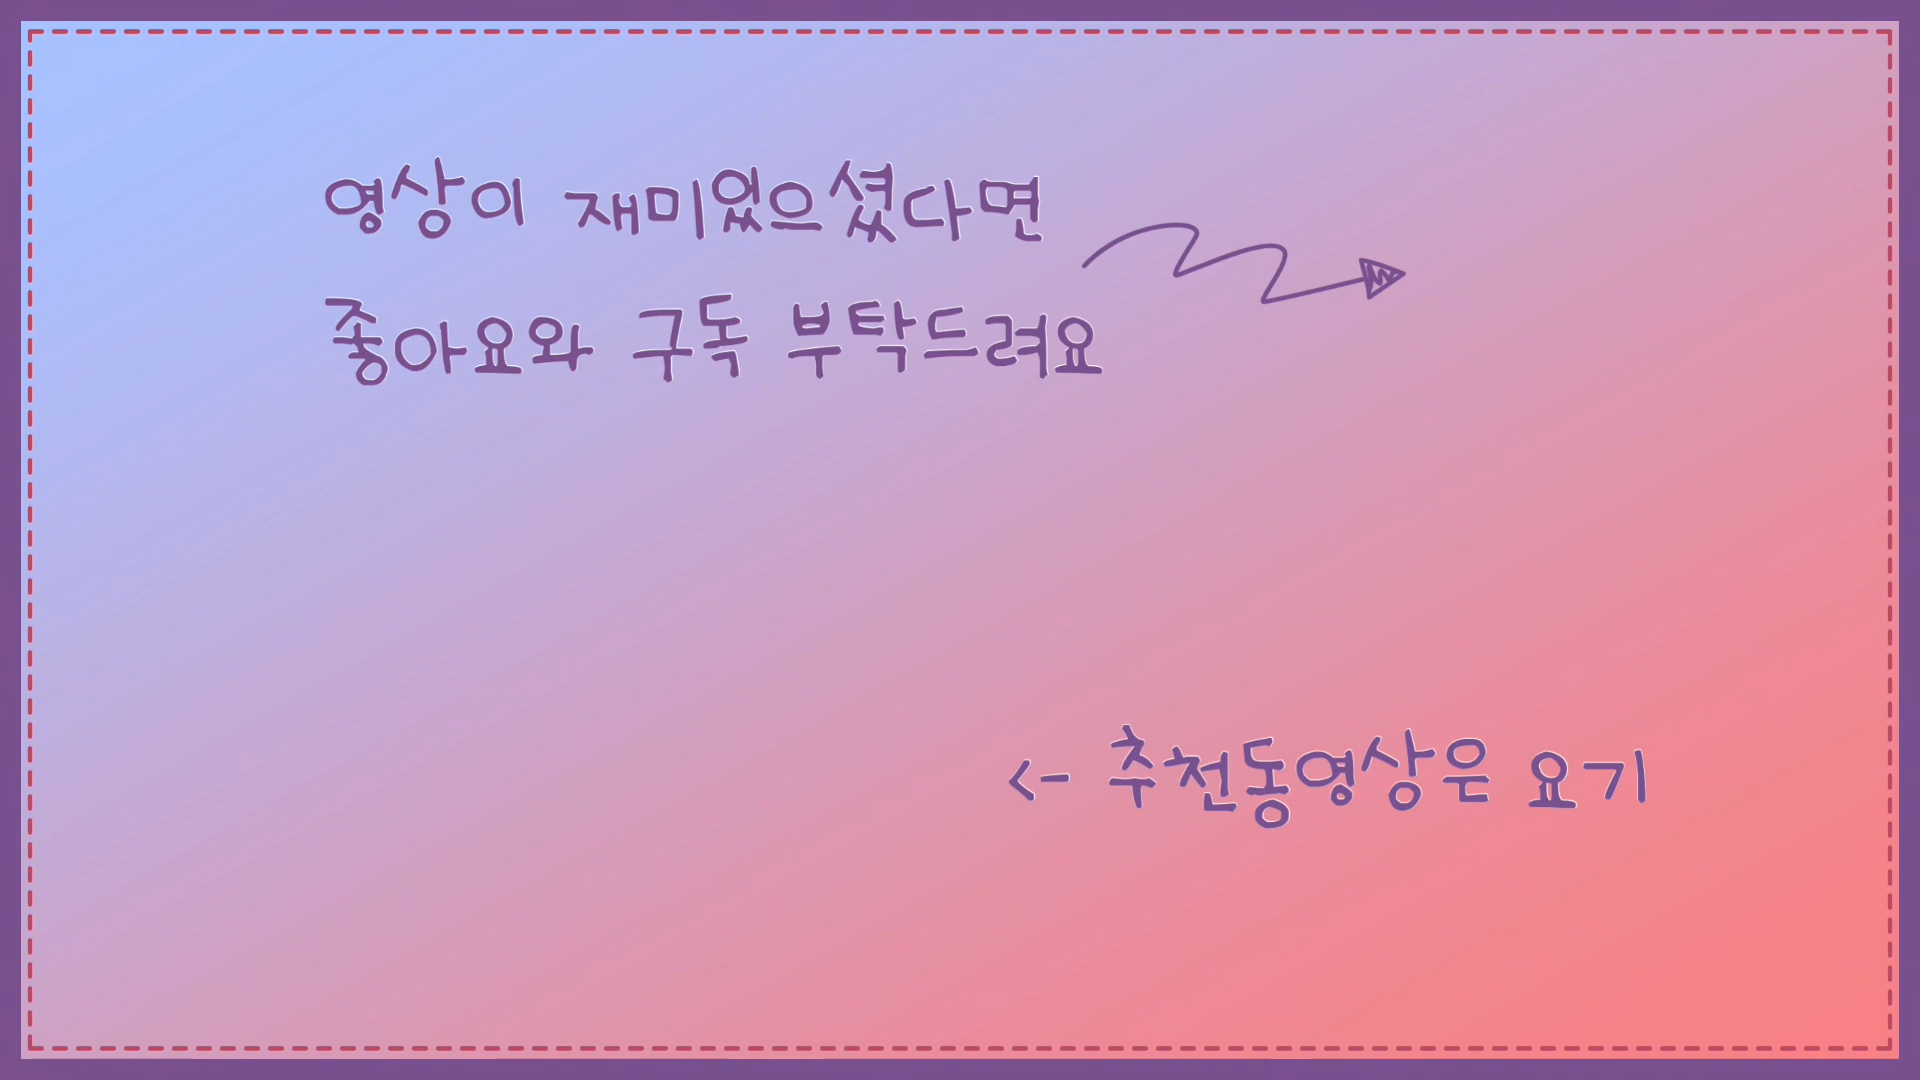 영상이 재미었으셨다면
좋아요와 구독 부탁드려요
<- 추천동영상은 요기